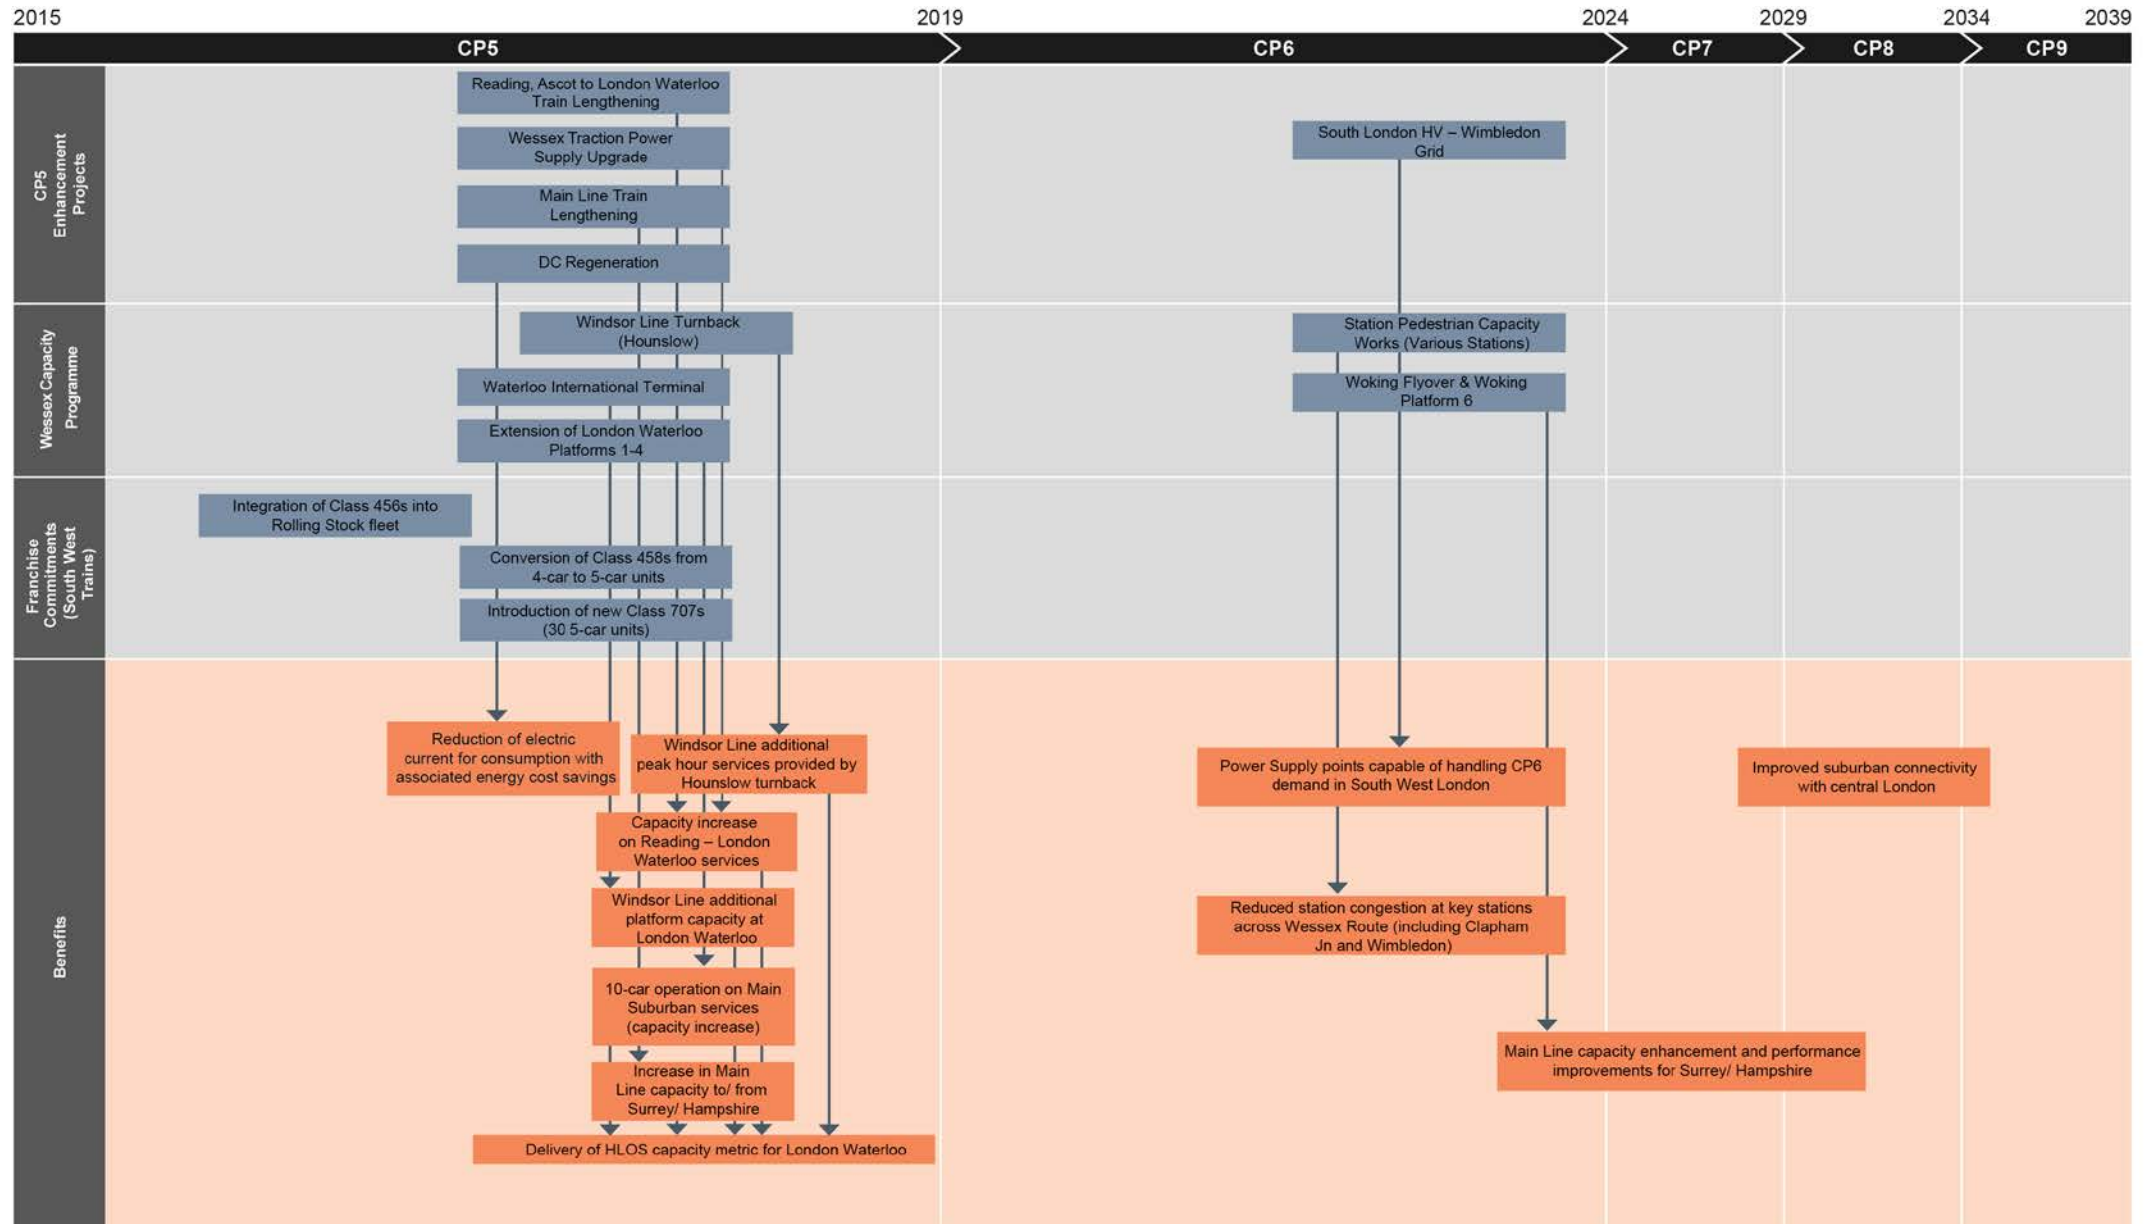 2015 2019 2024 2029 2034 2039
CP5 CP6 CP7 CP8 CP9
CP5
Enhancement
Projects
Reading, Ascot to London Waterloo
Train Lengthening
Wessex Traction Power
Supply Upgrade
Main Line Train
Lengthening
DC Regeneration
South London HV – Wimbledon
Grid
Wessex Capacity
Programme
Windsor Line Turnback
(Hounslow)
Waterloo International Terminal
Extension of London Waterloo
Platforms 1-4
Station Pedestrian Capacity
Works (Various Stations)
Woking Flyover & Woking
Platform 6
Franchise
Commitments
(South West
Trains)
Integration of Class 456s into
Rolling Stock fleet
Conversion of Class 458s from
4-car to 5-car units
Introduction of new Class 707s
(30 5-car units)
Benefits
Reduction of electric
current for consumption with
associated energy cost savings
Windsor Line additional
peak hour services provided by
Hounslow turnback
Capacity increase
on Reading – London
Waterloo services
Windsor Line additional
platform capacity at
London Waterloo
10-car operation on Main
Suburban services
(capacity increase)
Increase in Main
Line capacity to/ from
Surrey/ Hampshire
Delivery of HLOS capacity metric for London Waterloo
Power Supply points capable of handling CP6
demand in South West London
Reduced station congestion at key stations
across Wessex Route (including Clapham
Jn and Wimbledon)
Main Line capacity enhancement and performance
improvements for Surrey/ Hampshire
Improved suburban connectivity
with central London